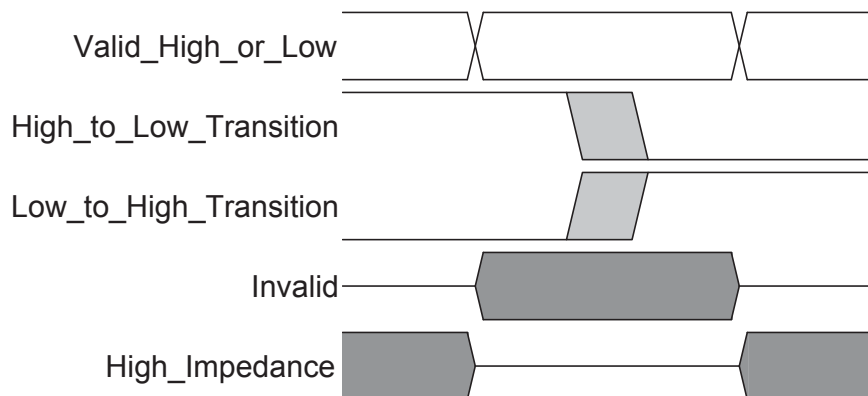 Valid_High_or_Low
High_to_Low_Transition
Low_to_High_Transition
Invalid
High_Impedance